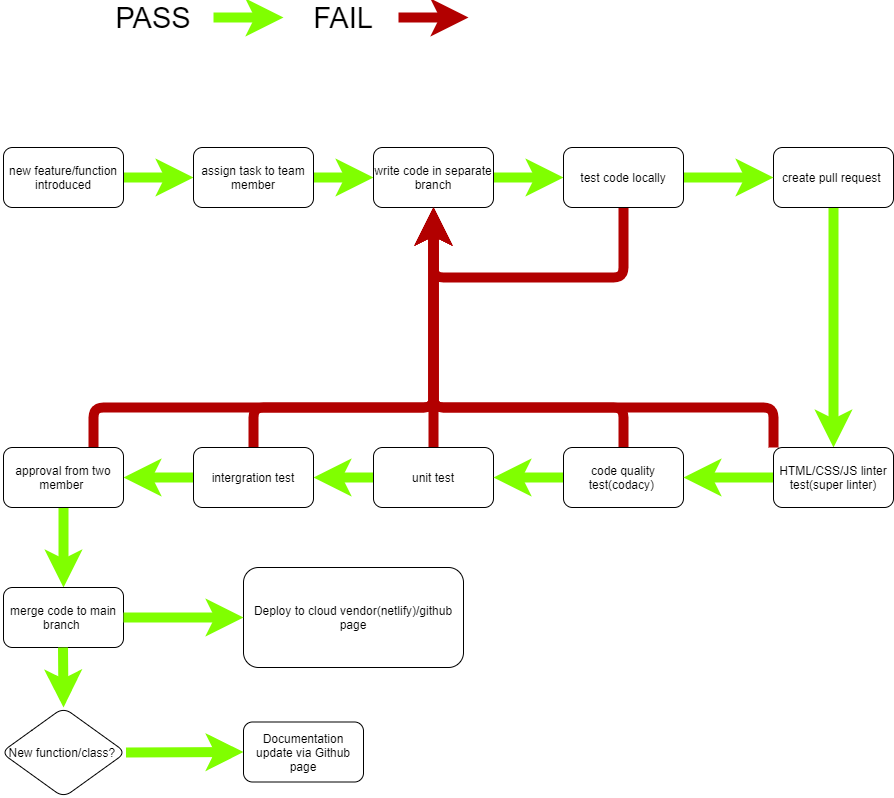 PASS
FAIL
new feature/function
introduced
assign task to team
member
write code in separate
branch
test code locally
create pull request
approval from two
member
intergration test
unit test
code quality
test(codacy)
HTML/CSS/JS linter
test(super linter)
merge code to main
branch
Deploy to cloud vendor(netlify)/github
page
New function/class?
Documentation
update via Github
page